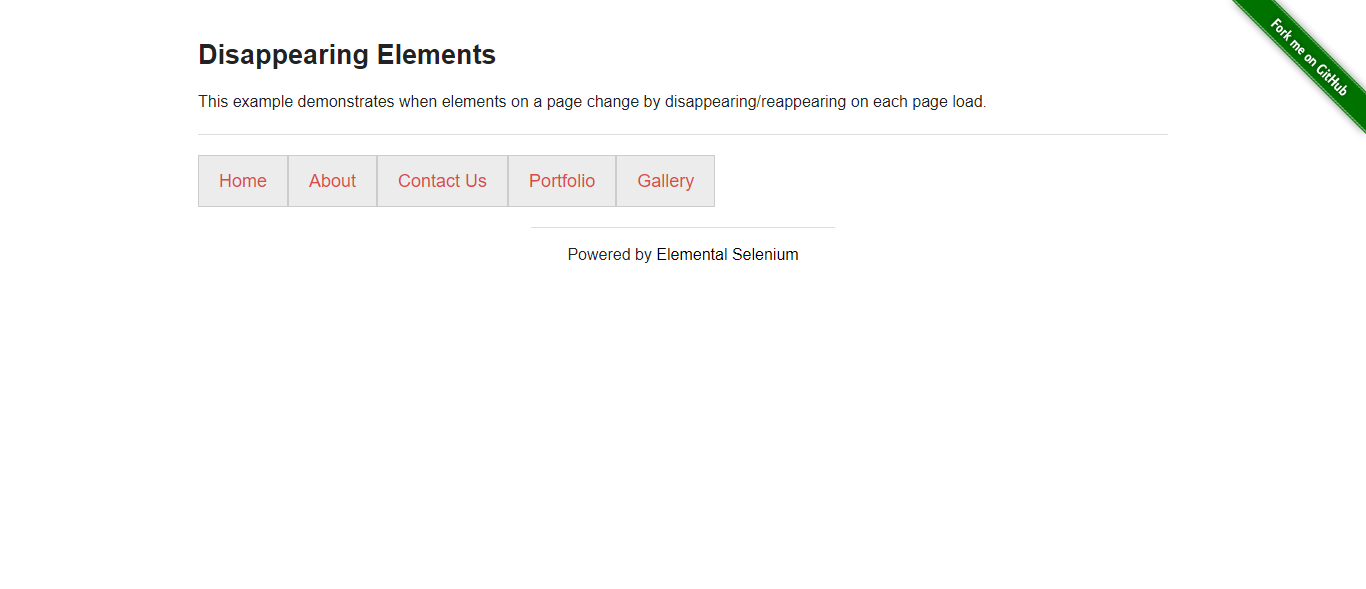 Fork me on GitHub
Disappearing Elements
This example demonstrates when elements on a page change by disappearing/reappearing on each page load.
Home About Contact Us Portfolio Gallery
Powered by Elemental Selenium